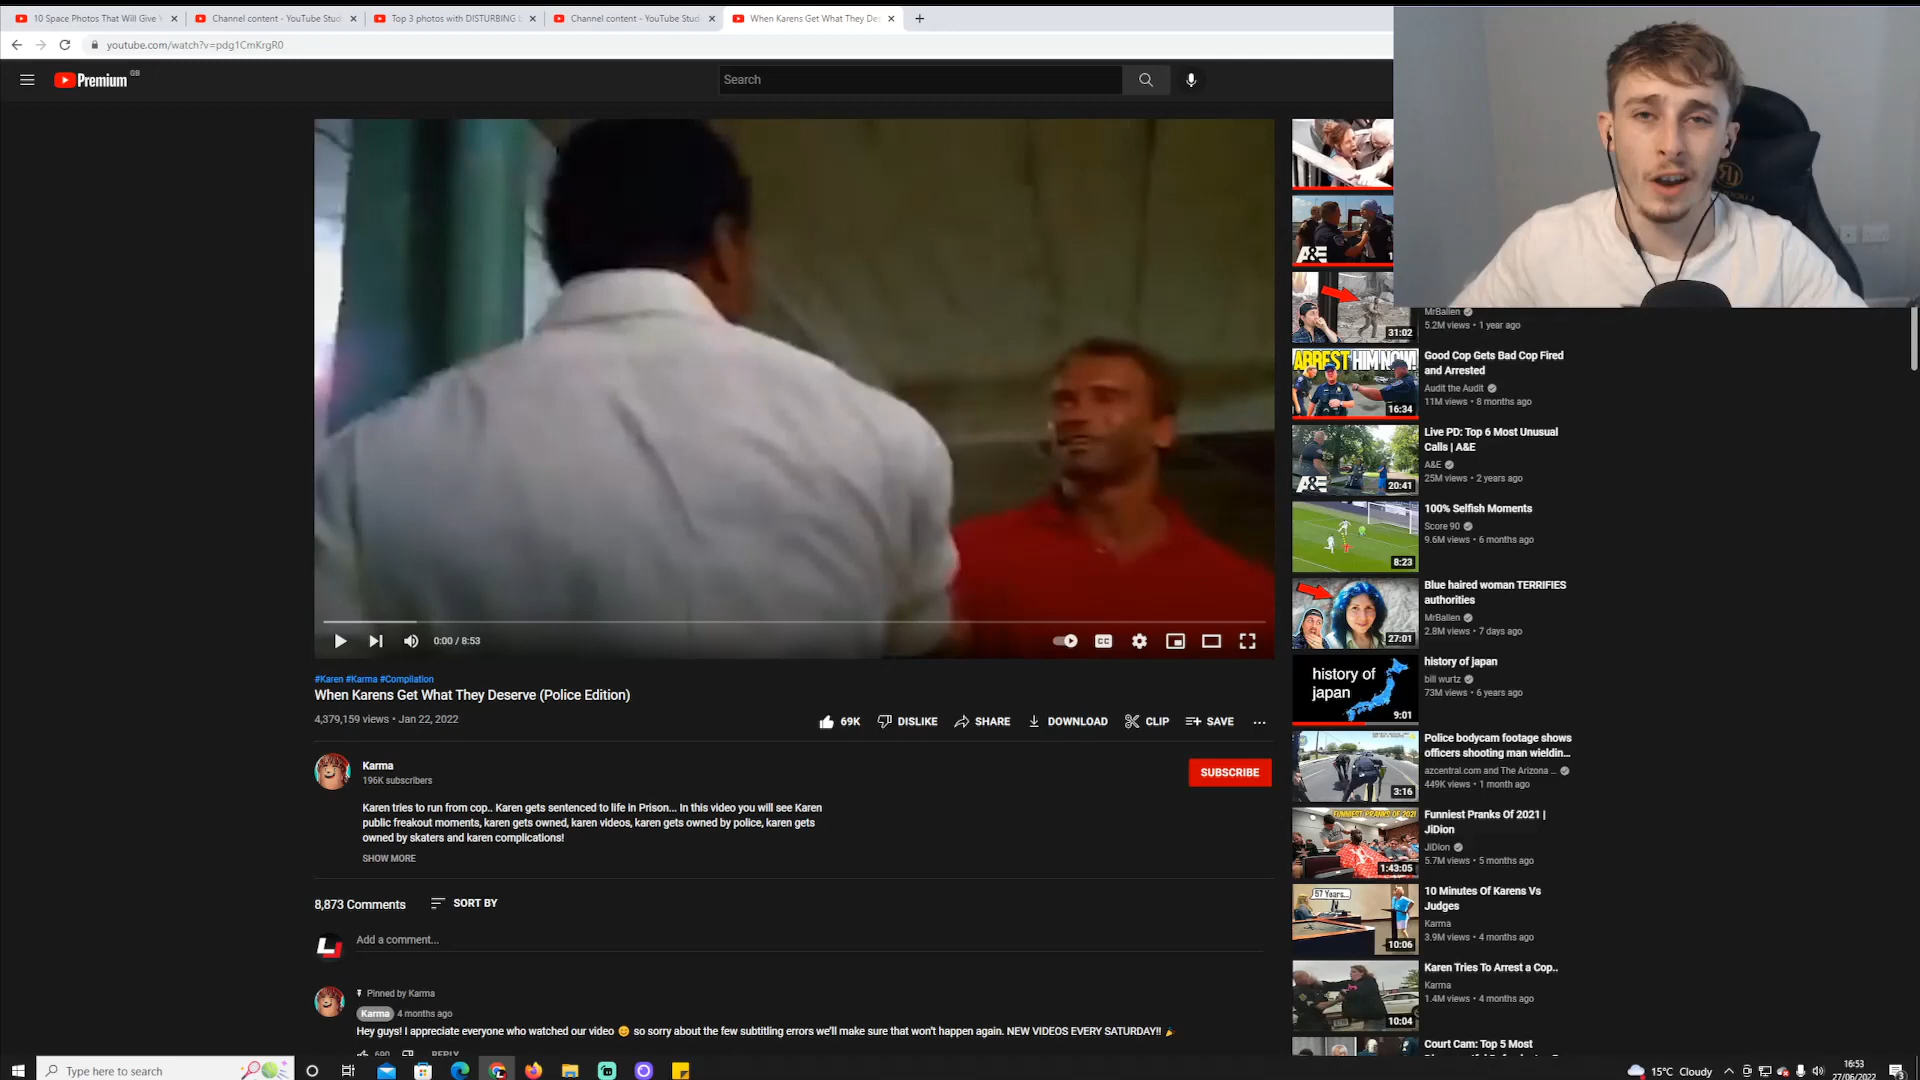 10 Space Photos That Will Give Y
Channel content - YouTube Stud
Top 3 photos with DISTURBING
Channel content - YouTube Stud
When Karens Get What They De
youtube.com/watch?v=pdg1CmKrgR0
Premium GB
Search
0:00 / 8:53
CC
#Karen #Karma #Compilation
When Karens Get What They Deserve (Police Edition)
4,379,159 views • Jan 22, 2022
69K
DISLIKE
SHARE
DOWNLOAD
CLIP
SAVE
Karma
196K subscribers
SUBSCRIBE
Karen tries to run from cop.. Karen gets sentenced to life in Prison... In this video you will see Karen
public freakout moments, karen gets owned, karen videos, karen gets owned by police, karen gets
owned by skaters and karen complications!
SHOW MORE
8,873 Comments
SORT BY
Add a comment...
Pinned by Karma
Karma 4 months ago
Hey guys! I appreciate everyone who watched our video 😊 so sorry about the few subtitling errors we'll make sure that won't happen again. NEW VIDEOS EVERY SATURDAY!! 🎉
690
REPLY
A&E
31:02
MrBallen
5.2M views • 1 year ago
ARREST HIM NOW!
16:34
Good Cop Gets Bad Cop Fired
and Arrested
Audit the Audit
11M views • 8 months ago
A&E
20:41
Live PD: Top 6 Most Unusual
Calls | A&E
A&E
25M views • 2 years ago
8:23
100% Selfish Moments
Score 90
9.6M views • 6 months ago
27:01
Blue haired woman TERRIFIES
authorities
MrBallen
2.8M views • 7 days ago
history of
japan
9:01
history of japan
bill wurtz
73M views • 6 years ago
3:16
Police bodycam footage shows
officers shooting man wieldin...
azcentral.com and The Arizona ...
449K views • 1 month ago
FUNNIEST PRANKS OF 2021
1:43:05
Funniest Pranks Of 2021 |
JiDion
JiDion
5.7M views • 5 months ago
57 Years...
10:06
10 Minutes Of Karens Vs
Judges
Karma
3.9M views • 4 months ago
10:04
Karen Tries To Arrest a Cop..
Karma
1.4M views • 4 months ago
Court Cam: Top 5 Most
Type here to search
15°C Cloudy
16:53
27/06/2022
3